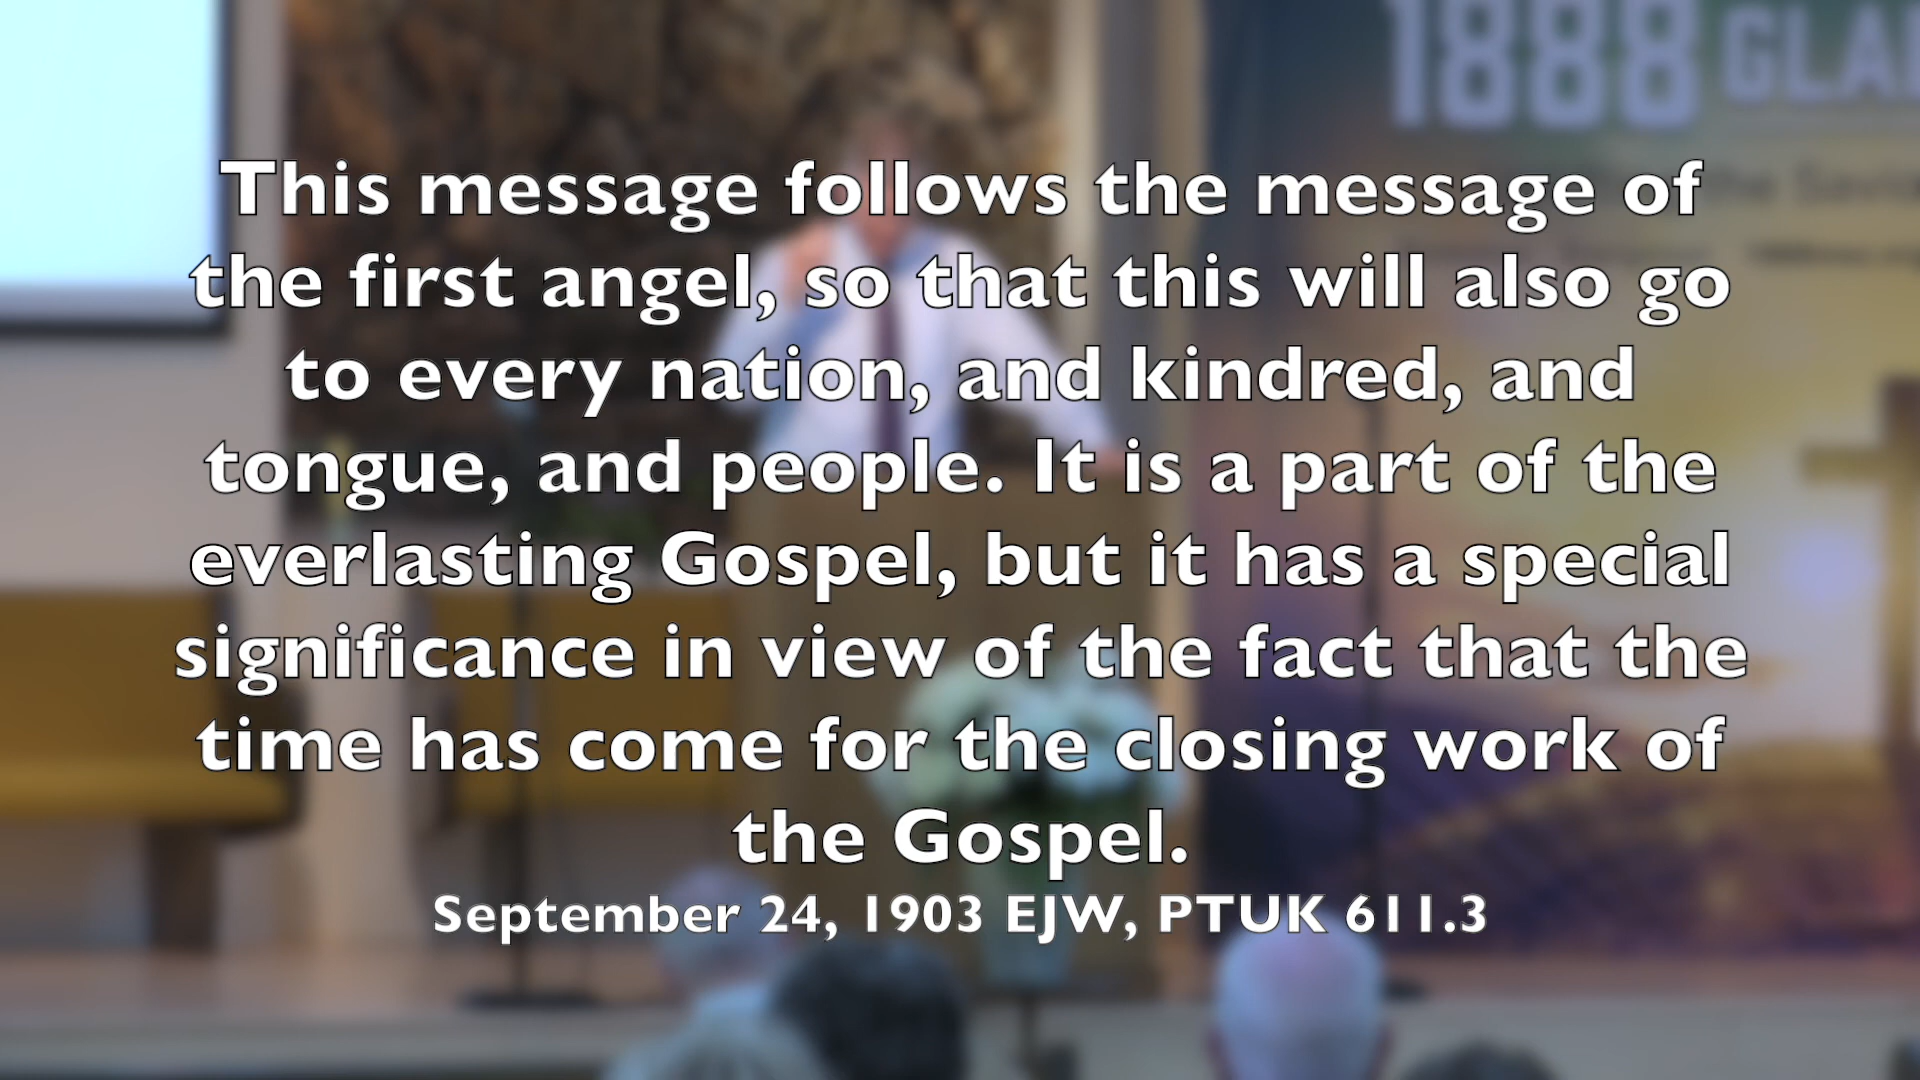 1888 GLA
This message follows the message of
the first angel, so that this will also go
to every nation, and kindred, and
tongue, and people. It is a part of the
everlasting Gospel, but it has a special
significance in view of the fact that the
time has come for the closing work of
the Gospel.
September 24, 1903 EJW, PTUK 611.3